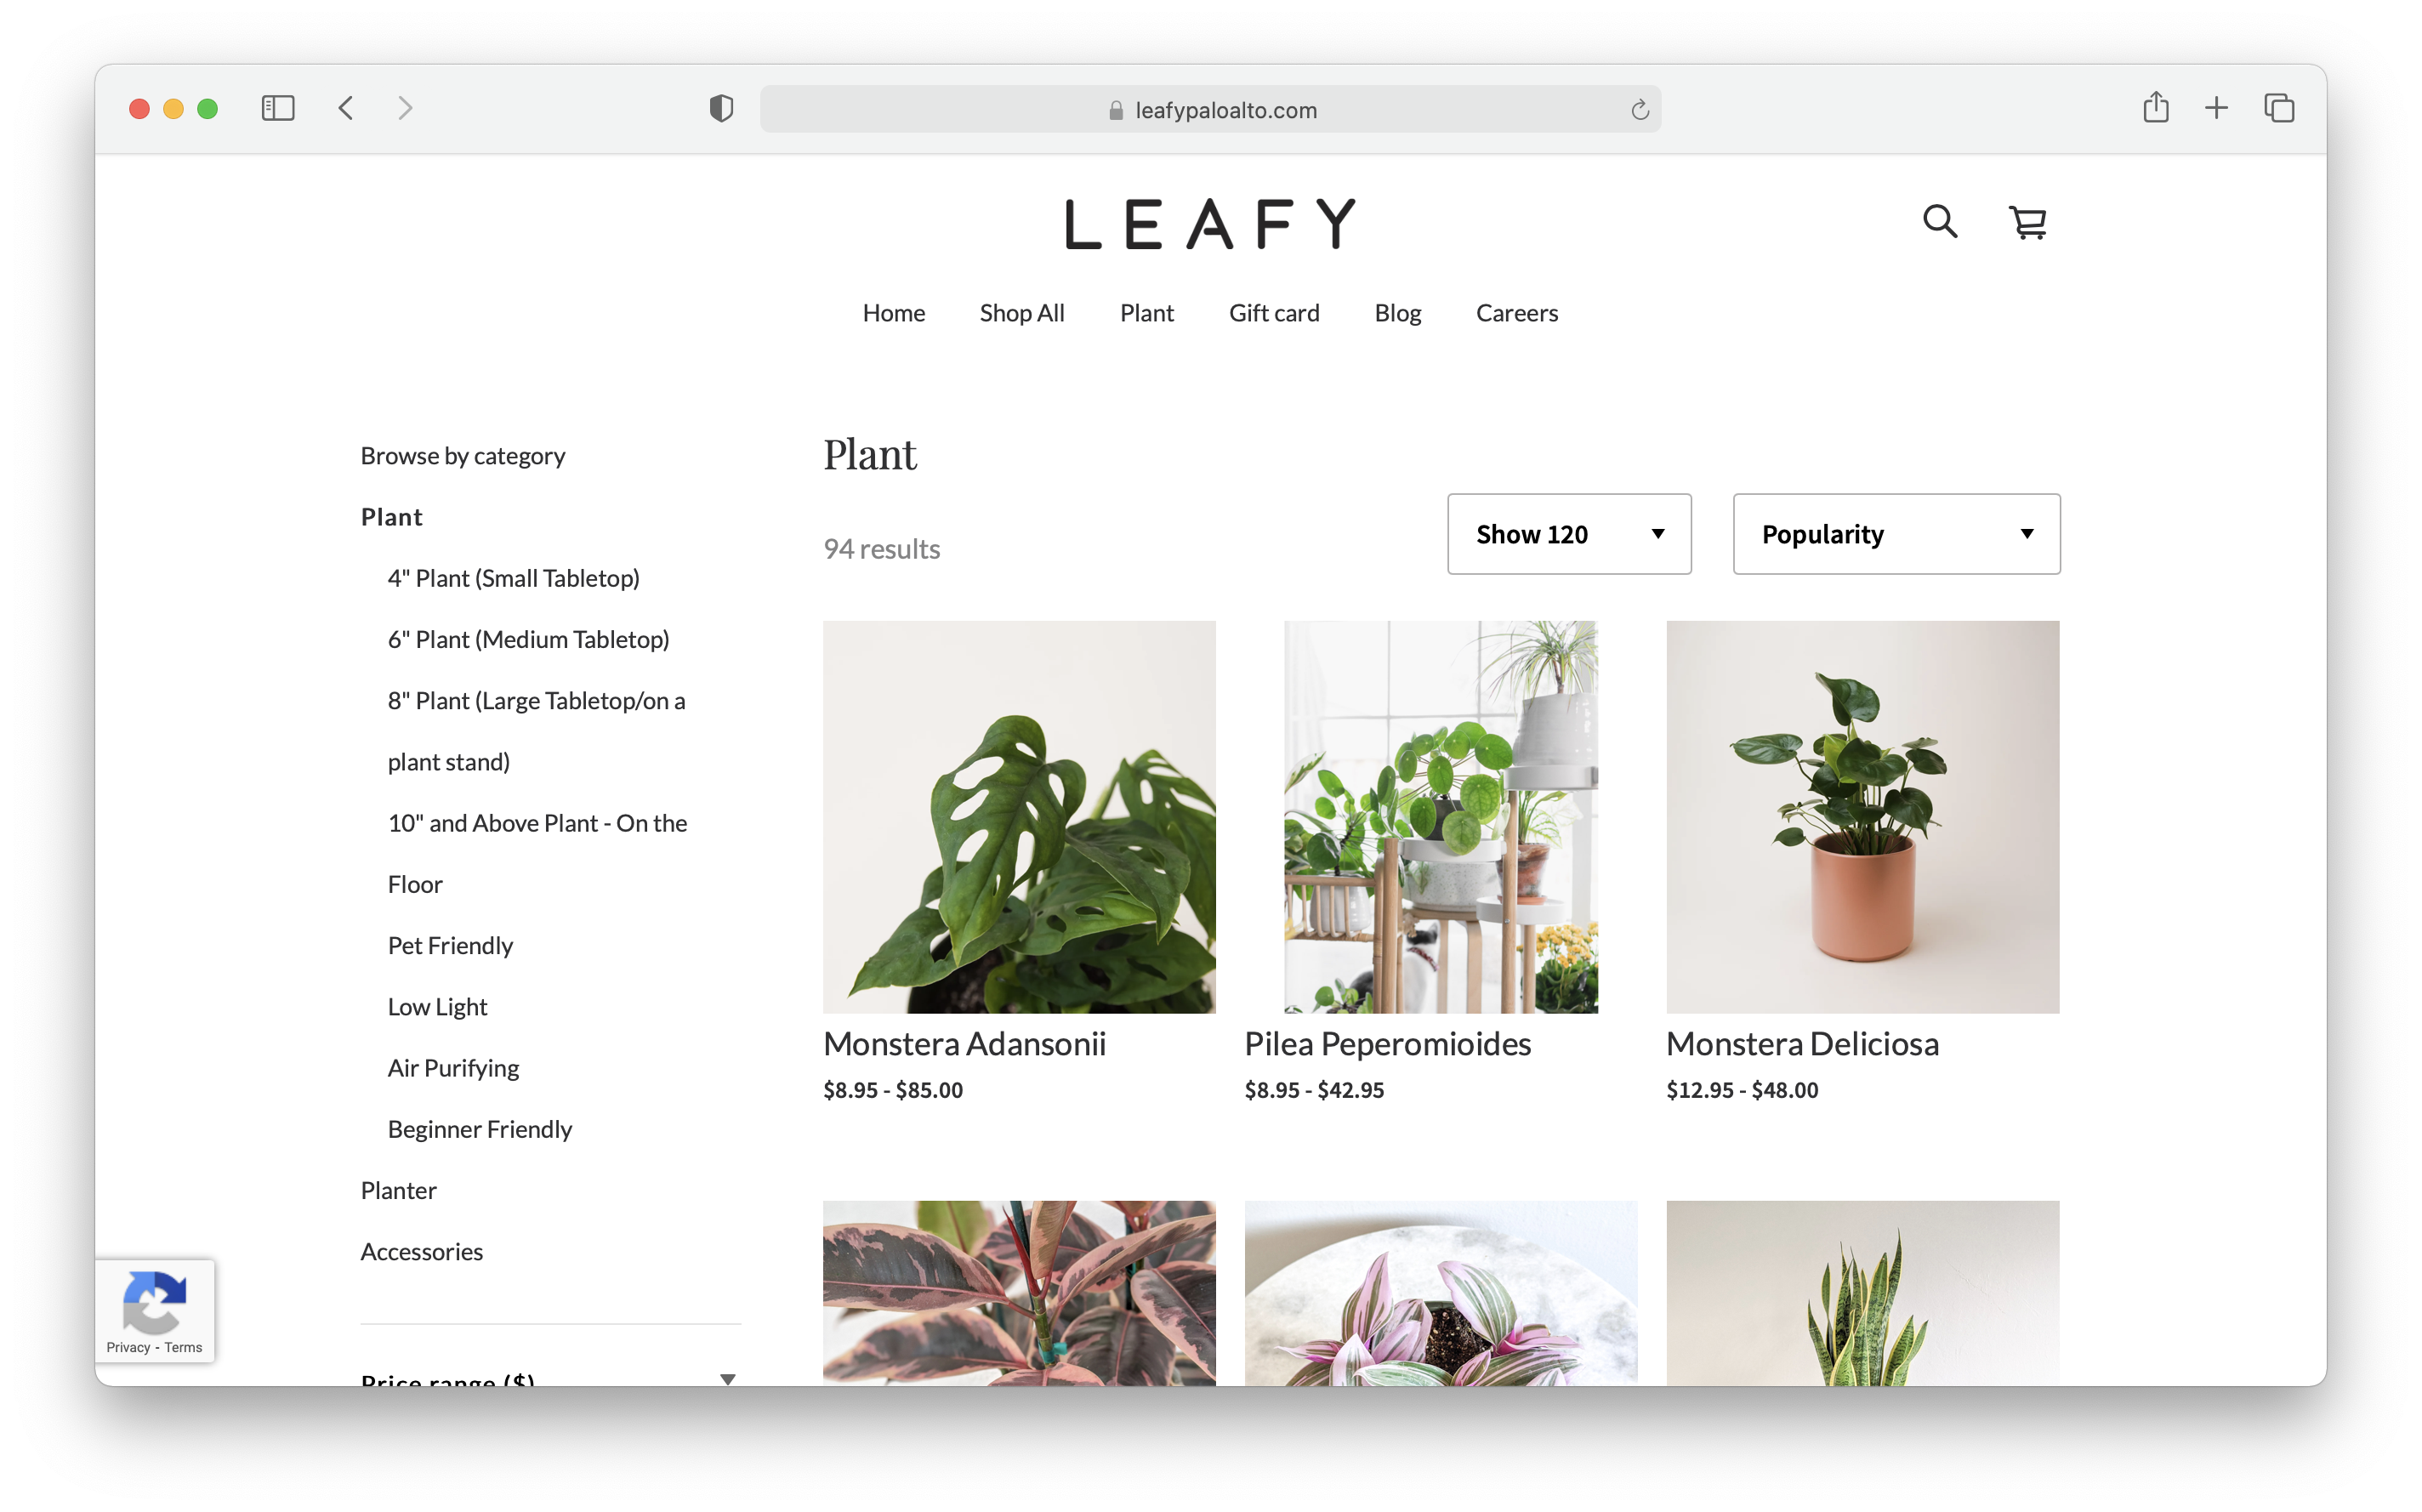 leafypaloalto.com
LEAFY
Home Shop All Plant Gift card Blog Careers
Browse by category
Plant
4" Plant (Small Tabletop)
6" Plant (Medium Tabletop)
8" Plant (Large Tabletop/on a
plant stand)
10" and Above Plant - On the
Floor
Pet Friendly
Low Light
Air Purifying
Beginner Friendly
Planter
Accessories
Price range ($)
Plant
94 results
Show 120
Popularity
Monstera Adansonii
$8.95 - $85.00
Pilea Peperomioides
$8.95 - $42.95
Monstera Deliciosa
$12.95 - $48.00
Privacy - Terms